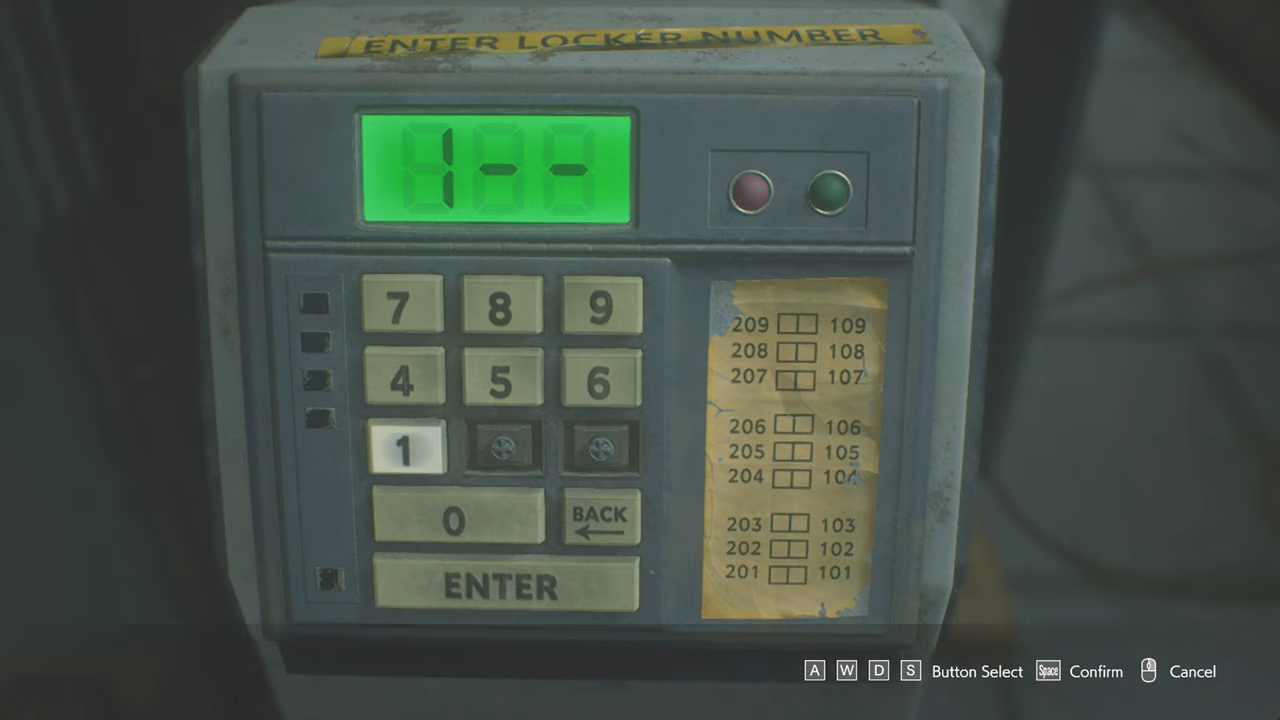 ENTER LOCKER NUMBER
1--
7 8 9
4 5 6
1
0 BACK
ENTER
209 109
208 108
207 107
206 106
205 105
204 104
203 103
202 102
201 101
A W D S Button Select Space Confirm Cancel